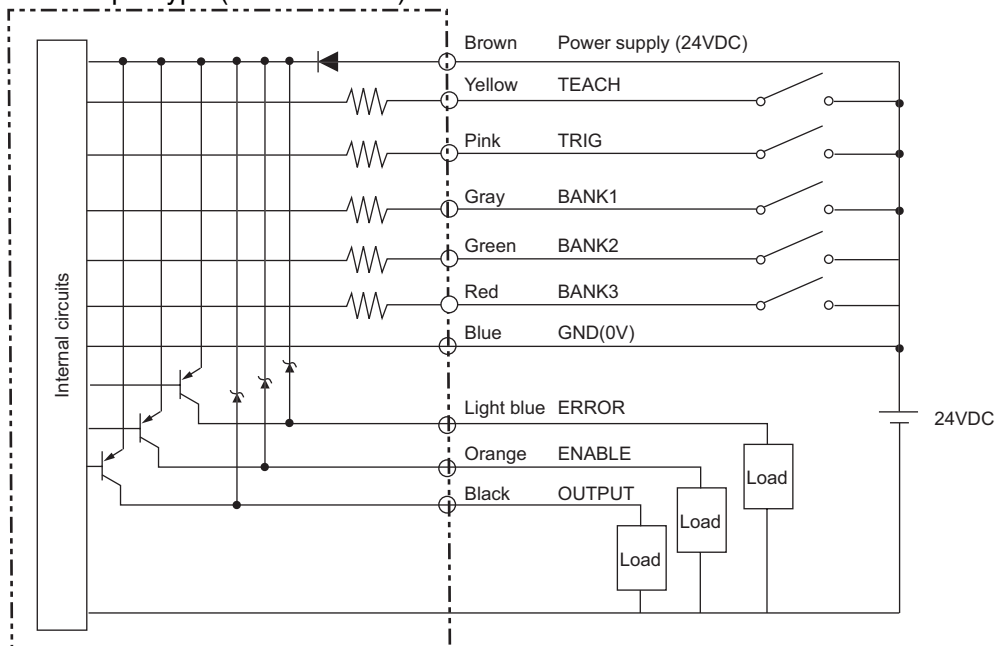 Brown Power supply (24VDC)
Yellow TEACH
Pink TRIG
Gray BANK1
Green BANK2
Red BANK3
Blue GND(0V)
Internal circuits
Light blue ERROR
24VDC
Orange ENABLE
Load
Black OUTPUT
Load
Load